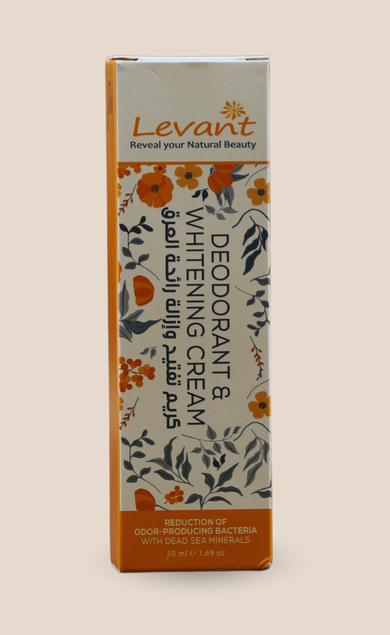 Levant
Reveal your Natural Beauty
DEODORANT &
WHITENING CREAM
كريم تفتيح وإزالة رائحة العرق
REDUCTION OF
ODOR-PRODUCING BACTERIA
WITH DEAD SEA MINERALS
50 ml ℮ 1,69 oz